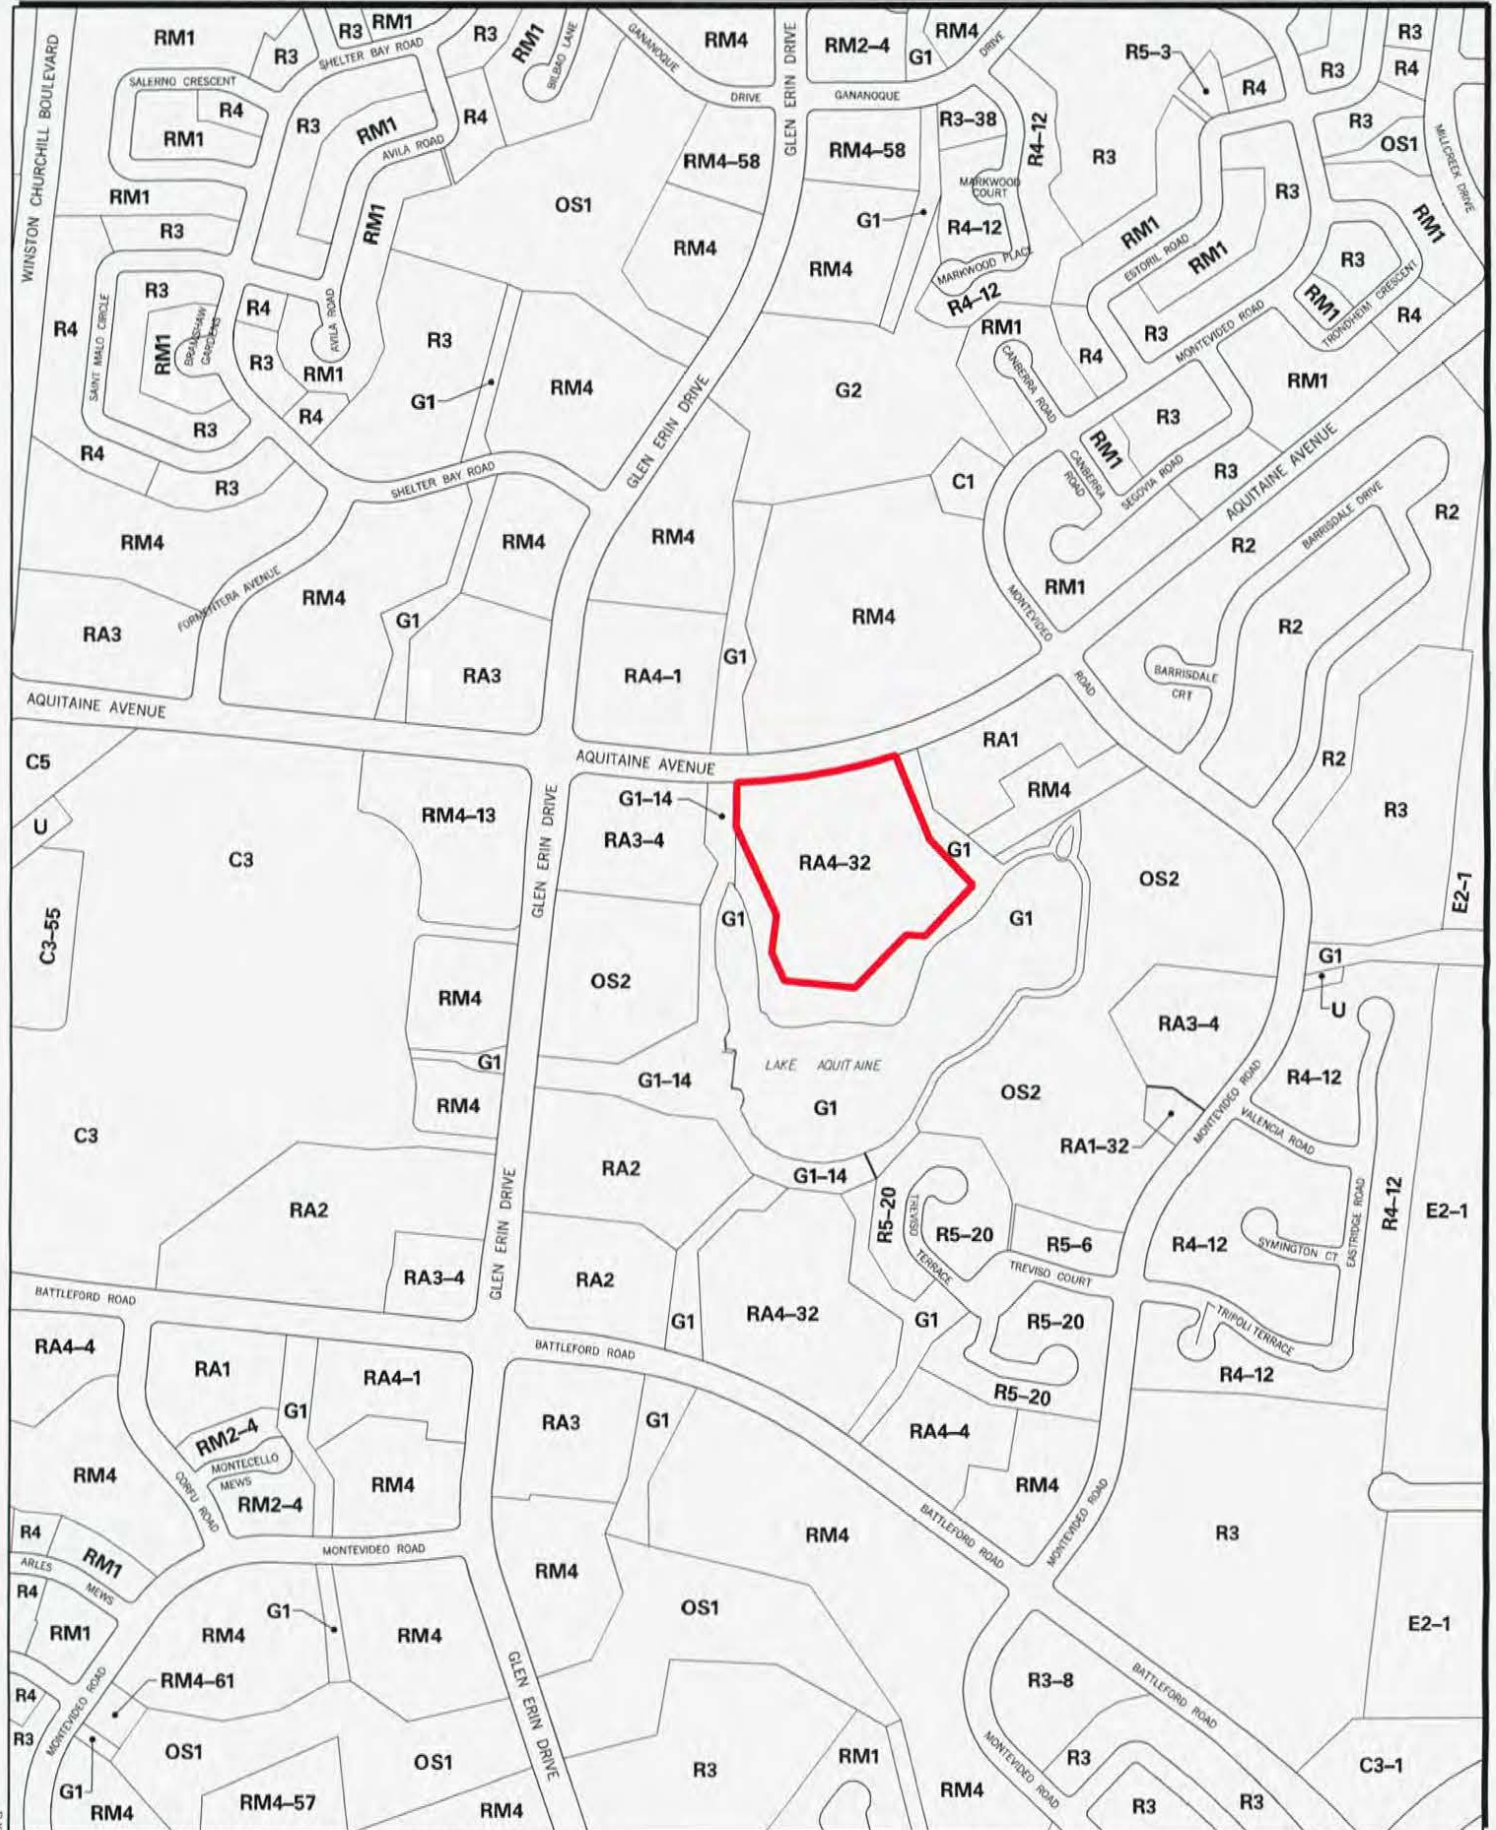 RM1
R3
R3
RM1
SHELTER BAY ROAD
R3
RM1
BILBAO LANE
GANANOQUE
DRIVE
RM4
GLEN ERIN DRIVE
RM2-4
G1
RM4
DRIVE
GANANOQUE
R5-3
R4
R3
R3
R4
WINSTON CHURCHILL BOULEVARD
SALERNO CRESCENT
R4
RM1
R3
RM1
AVILA ROAD
R4
RM4-58
RM4-58
R3-38
R4-12
R3
R3
OS1
MILLCREEK DRIVE
RM1
R3
RM1
OS1
RM4
G1
RM4
MARKWOOD
COURT
R4-12
MARKWOOD PLACE
R4-12
RM1
ESTORIL ROAD
RM1
R3
RM1
R3
RM1
TRONDHEIM CRESCENT
R4
R4
SAINT MALO CIRCLE
R3
RM1
BRAMSHAW
GARDENS
R4
R3
AVILA ROAD
RM1
R4
R3
G1
RM4
GLEN ERIN DRIVE
G2
RM1
CANBERRA ROAD
R4
R3
MONTEVIDEO ROAD
RM1
R3
R4
R3
SHELTER BAY ROAD
C1
RM1
CANBERRA
ROAD
SEGOVIA ROAD
R3
R3
AQUITAINE AVENUE
BARRISDALE DRIVE
R2
RM4
FORMENTERA AVENUE
RM4
RM4
RM4
RM4
RM1
MONTEVIDEO
ROAD
R2
R2
RA3
G1
RA3
RA4-1
G1
BARRISDALE
CRT
AQUITAINE AVENUE
AQUITAINE AVENUE
RA1
RM4
R2
R3
C5
U
C3
C3-55
RM4-13
GLEN ERIN DRIVE
G1-14
RA3-4
RA4-32
G1
OS2
E2-1
G1
G1
OS2
RM4
G1
RM4
G1-14
LAKE AQUITAINE
G1
OS2
RA3-4
G1
U
R4-12
RA1-32
MONTEVIDEO ROAD
VALENCIA ROAD
C3
RA2
RA2
G1-14
R5-20
TREVISO
TERRACE
R5-20
R5-6
TREVISO COURT
R4-12
SYMINGTON CT
EASTRIDGE ROAD
R4-12
E2-1
GLEN ERIN DRIVE
RA3-4
RA2
G1
RA4-32
G1
R5-20
TRIPOLI TERRACE
R4-12
BATTLEFORD ROAD
BATTLEFORD ROAD
RA4-4
RA1
G1
RA4-1
R5-20
RA3
G1
RA4-4
RM4
RM2-4
MONTECELLO
MEWS
RM2-4
RM4
CORFU ROAD
RM4
MONTEVIDEO ROAD
RM4
BATTLEFORD ROAD
MONTEVIDEO ROAD
R3
R4
RM1
ARLES
MEWS
R4
RM1
G1
RM4
RM4
RM4
OS1
E2-1
R4
R3
MONTEVIDEO ROAD
RM4-61
G1
RM4
OS1
RM4-57
OS1
RM4
GLEN ERIN DRIVE
R3
RM1
RM4
MONTEVIDEO ROAD
R3-8
BATTLEFORD ROAD
R3
R3
R3
C3-1